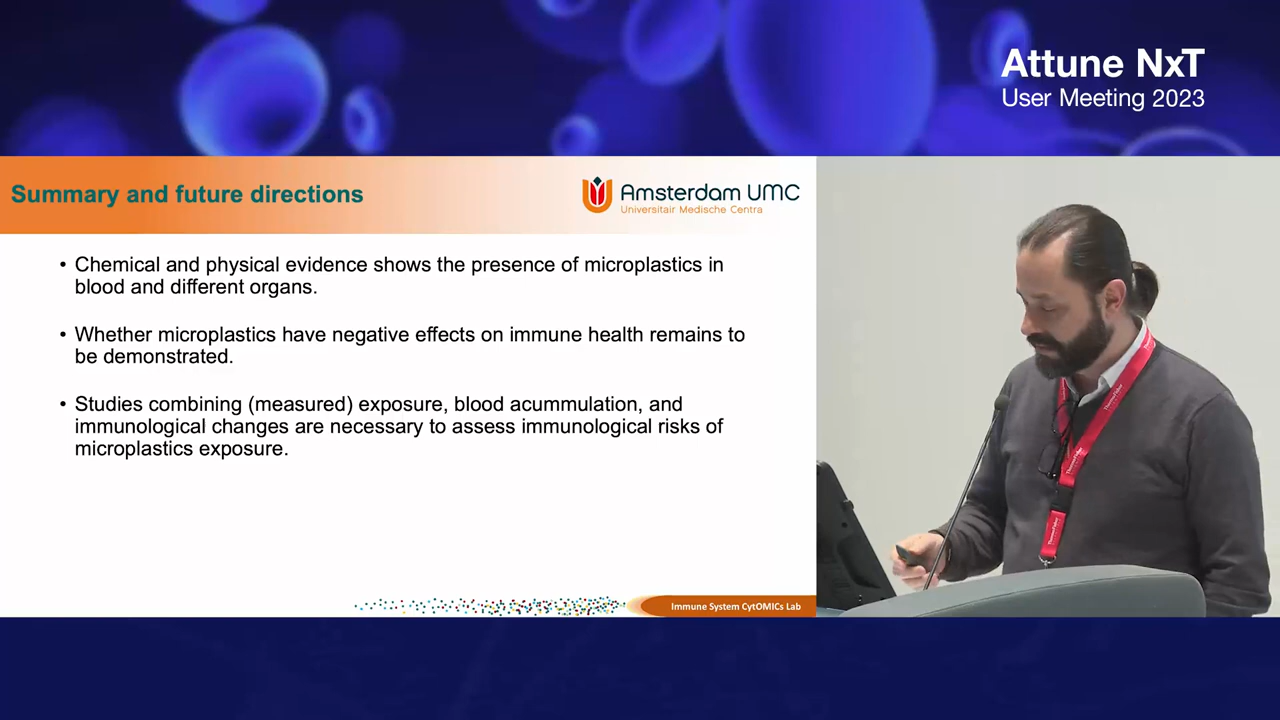 Attune NxT
User Meeting 2023
Summary and future directions
Amsterdam UMC
Universitair Medische Centra
• Chemical and physical evidence shows the presence of microplastics in
blood and different organs.
• Whether microplastics have negative effects on immune health remains to
be demonstrated.
• Studies combining (measured) exposure, blood acummulation, and
immunological changes are necessary to assess immunological risks of
microplastics exposure.
Immune System CytOMICs Lab
ThermoFisher